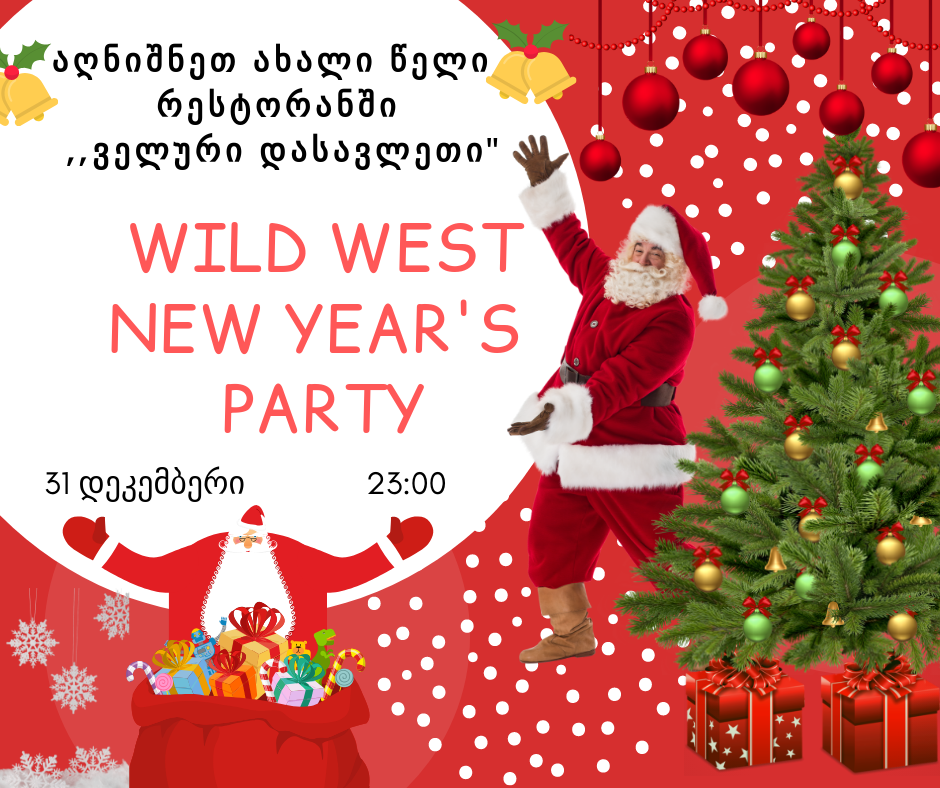 აღნიშნეთ ახალი წელი
რესტორანში
,,ველური დასავლეთი"
WILD WEST
NEW YEAR'S
PARTY
31 დეკემბერი 23:00